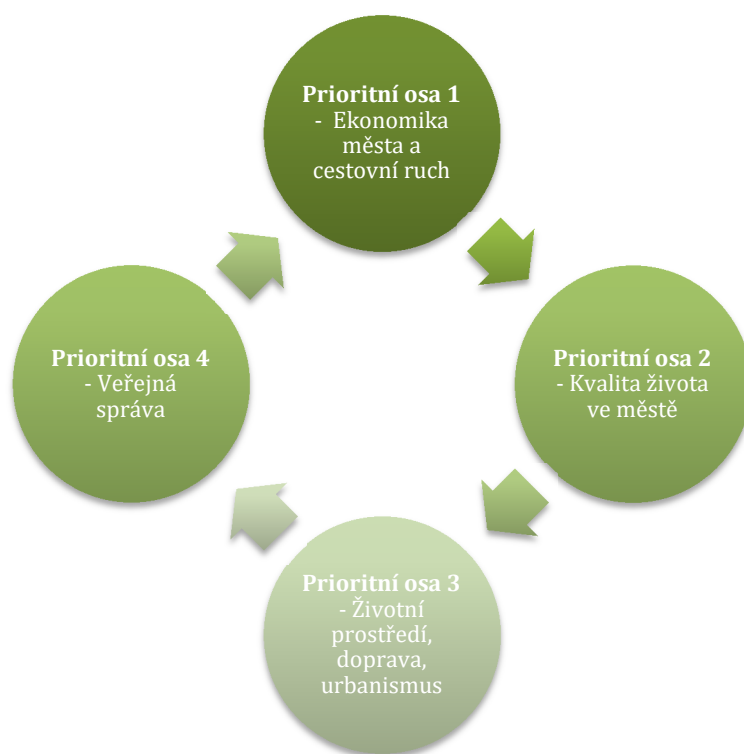 Prioritní osa 1
- Ekonomika
města a
cestovní ruch
Prioritní osa 2
- Kvalita života
ve městě
Prioritní osa 3
- Životní
prostředí,
doprava,
urbanismus
Prioritní osa 4
- Veřejná
správa